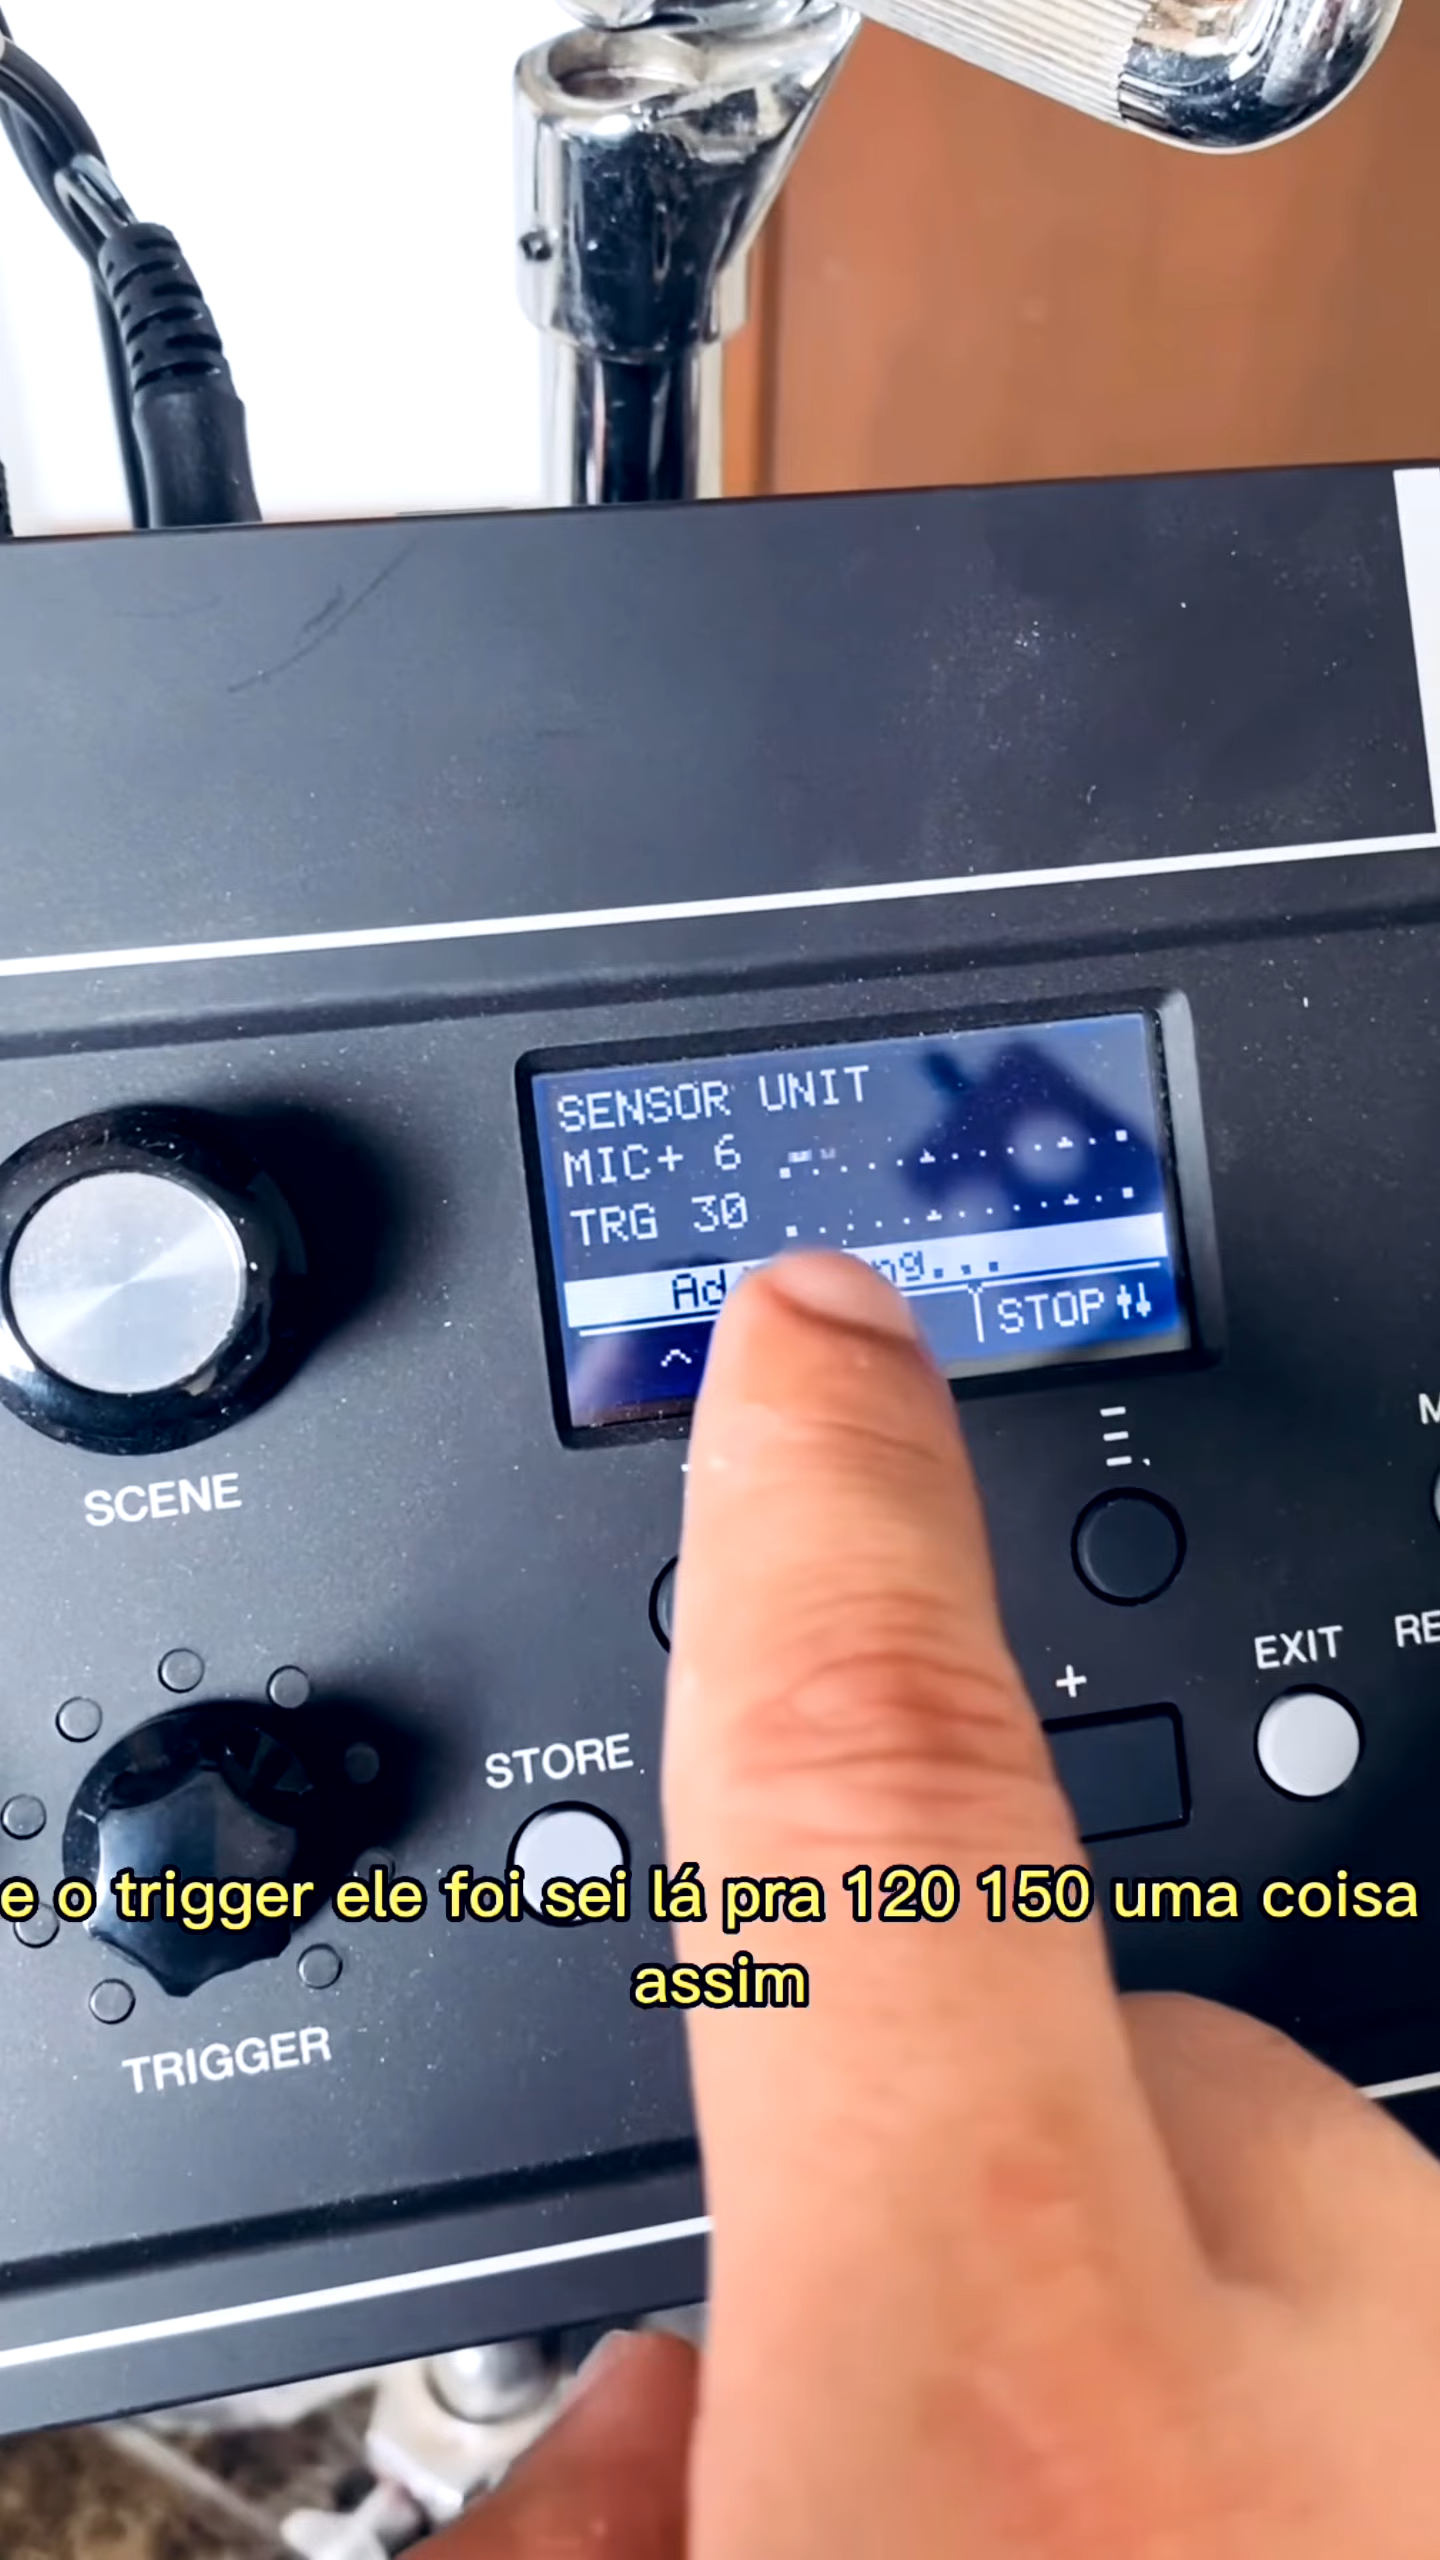 SENSOR UNIT
MIC+ 6
TRG 30
STOP
SCENE
EXIT
+
STORE
e o trigger ele foi sei lá pra 120 150 uma coisa
assim
TRIGGER